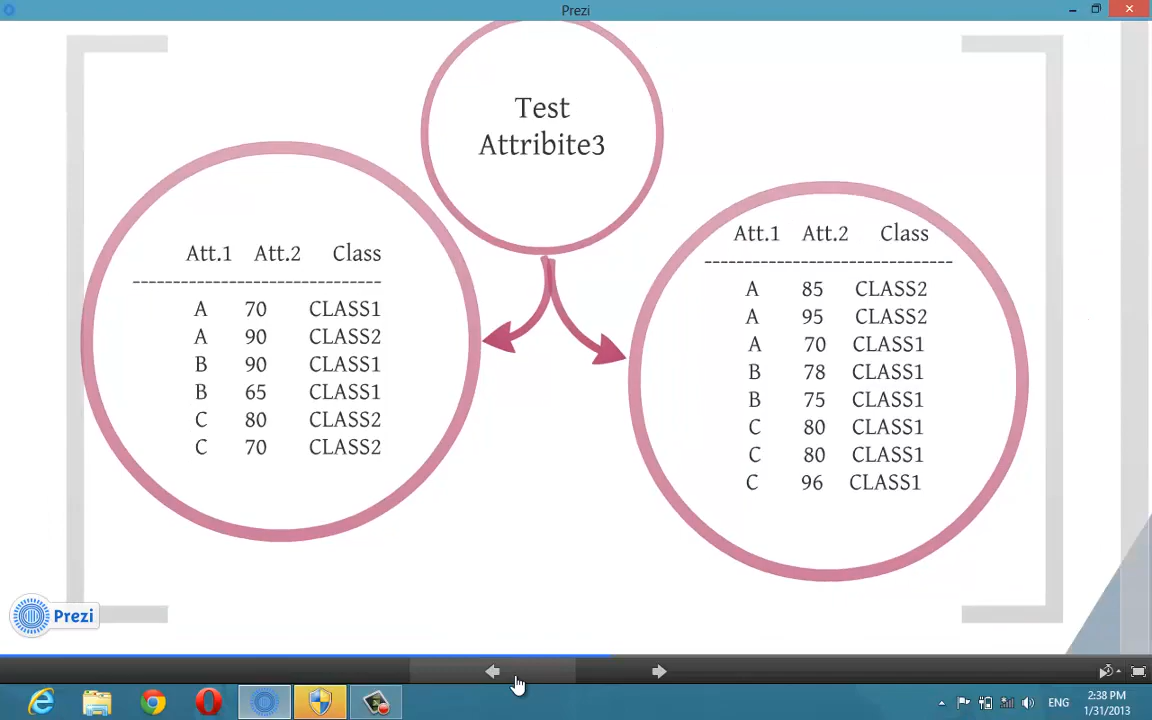 Prezi
Test
Attribite3
Att.1 Att.2 Class
--------------------------------
A 70 CLASS1
A 90 CLASS2
B 90 CLASS1
B 65 CLASS1
C 80 CLASS2
C 70 CLASS2
Att.1 Att.2 Class
--------------------------------
A 85 CLASS2
A 95 CLASS2
A 70 CLASS1
B 78 CLASS1
B 75 CLASS1
C 80 CLASS1
C 80 CLASS1
C 96 CLASS1
Prezi
ENG
2:38 PM
1/31/2013